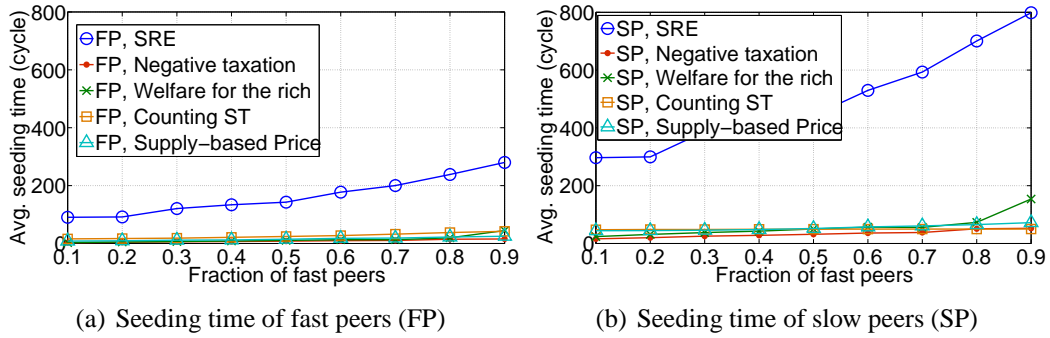 800
600
400
200
0
Avg. seeding time (cycle)
FP, SRE
FP, Negative taxation
FP, Welfare for the rich
FP, Counting ST
FP, Supply−based Price
0.1 0.2 0.3 0.4 0.5 0.6 0.7 0.8 0.9
Fraction of fast peers
(a) Seeding time of fast peers (FP)
800
600
400
200
0
Avg. seeding time (cycle)
SP, SRE
SP, Negative taxation
SP, Welfare for the rich
SP, Counting ST
SP, Supply−based Price
0.1 0.2 0.3 0.4 0.5 0.6 0.7 0.8 0.9
Fraction of fast peers
(b) Seeding time of slow peers (SP)